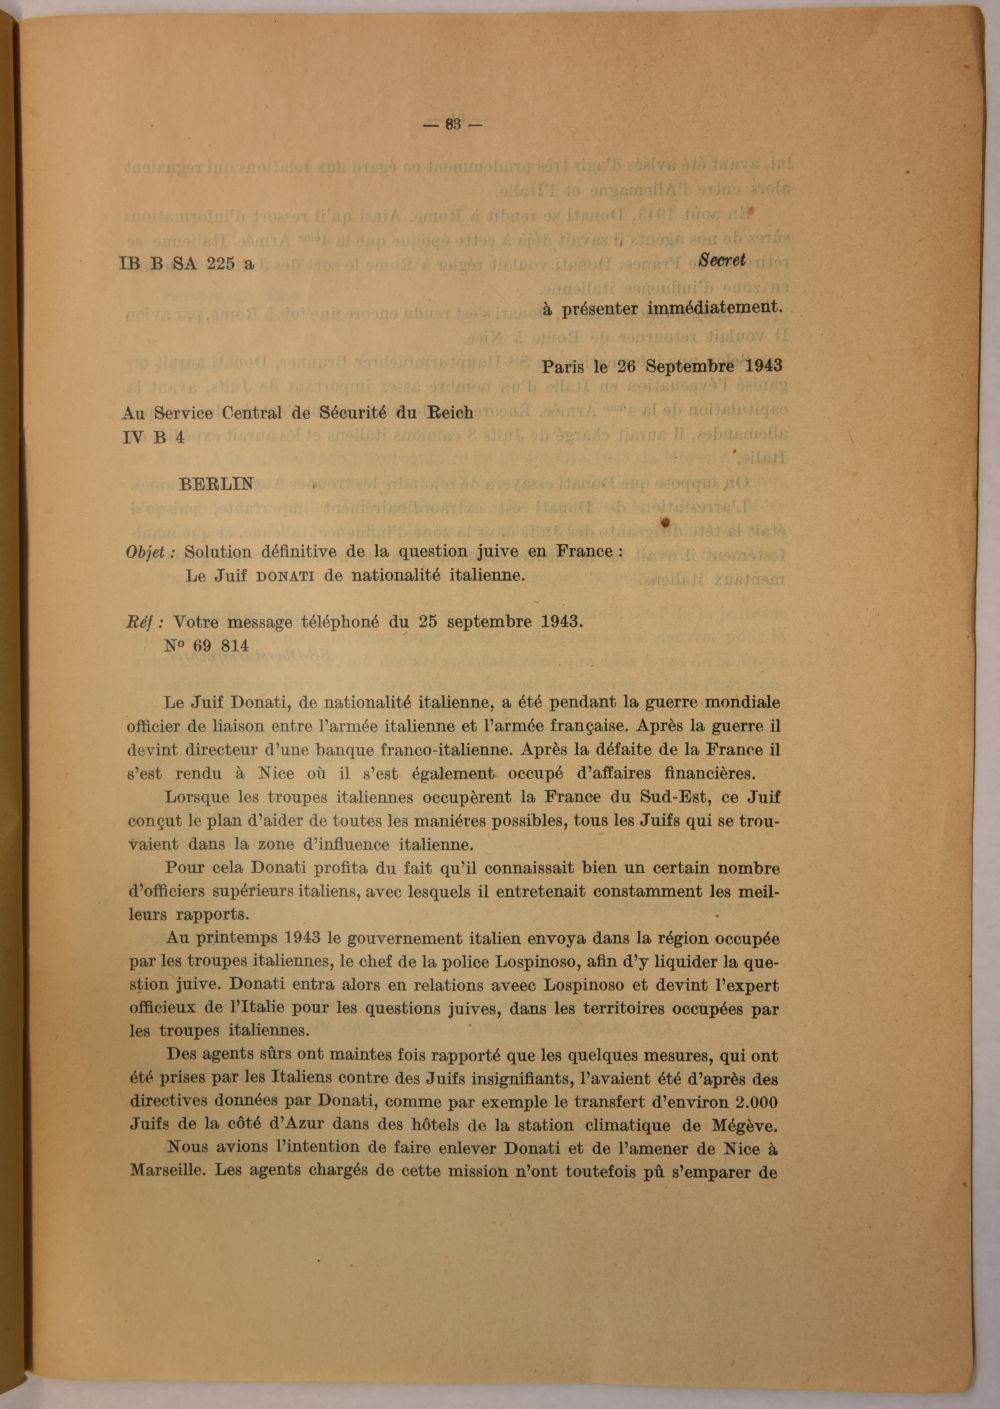 — 83 —
IB B SA 225 a
Secret
à présenter immédiatement.
Paris le 26 Septembre 1943
Au Service Central de Sécurité du Reich
IV B 4
BERLIN
Objet : Solution définitive de la question juive en France :
Le Juif DONATI de nationalité italienne.
Réf : Votre message téléphoné du 25 septembre 1943.
Nº 69 814
Le Juif Donati, de nationalité italienne, a été pendant la guerre mondiale
officier de liaison entre l'armée italienne et l'armée française. Après la guerre il
devint directeur d'une banque franco-italienne. Après la défaite de la France il
s'est rendu à Nice où il s'est également occupé d'affaires financières.
Lorsque les troupes italiennes occupèrent la France du Sud-Est, ce Juif
conçut le plan d'aider de toutes les maniéres possibles, tous les Juifs qui se trou-
vaient dans la zone d'influence italienne.
Pour cela Donati profita du fait qu'il connaissait bien un certain nombre
d'officiers supérieurs italiens, avec lesquels il entretenait constamment les meil-
leurs rapports.
Au printemps 1943 le gouvernement italien envoya dans la région occupée
par les troupes italiennes, le chef de la police Lospinoso, afin d'y liquider la que-
stion juive. Donati entra alors en relations aveec Lospinoso et devint l'expert
officieux de l'Italie pour les questions juives, dans les territoires occupées par
les troupes italiennes.
Des agents sûrs ont maintes fois rapporté que les quelques mesures, qui ont
été prises par les Italiens contre des Juifs insignifiants, l'avaient été d'après des
directives données par Donati, comme par exemple le transfert d'environ 2.000
Juifs de la côté d'Azur dans des hôtels de la station climatique de Mégève.
Nous avions l'intention de faire enlever Donati et de l'amener de Nice à
Marseille. Les agents chargés de cette mission n'ont toutefois pû s'emparer de